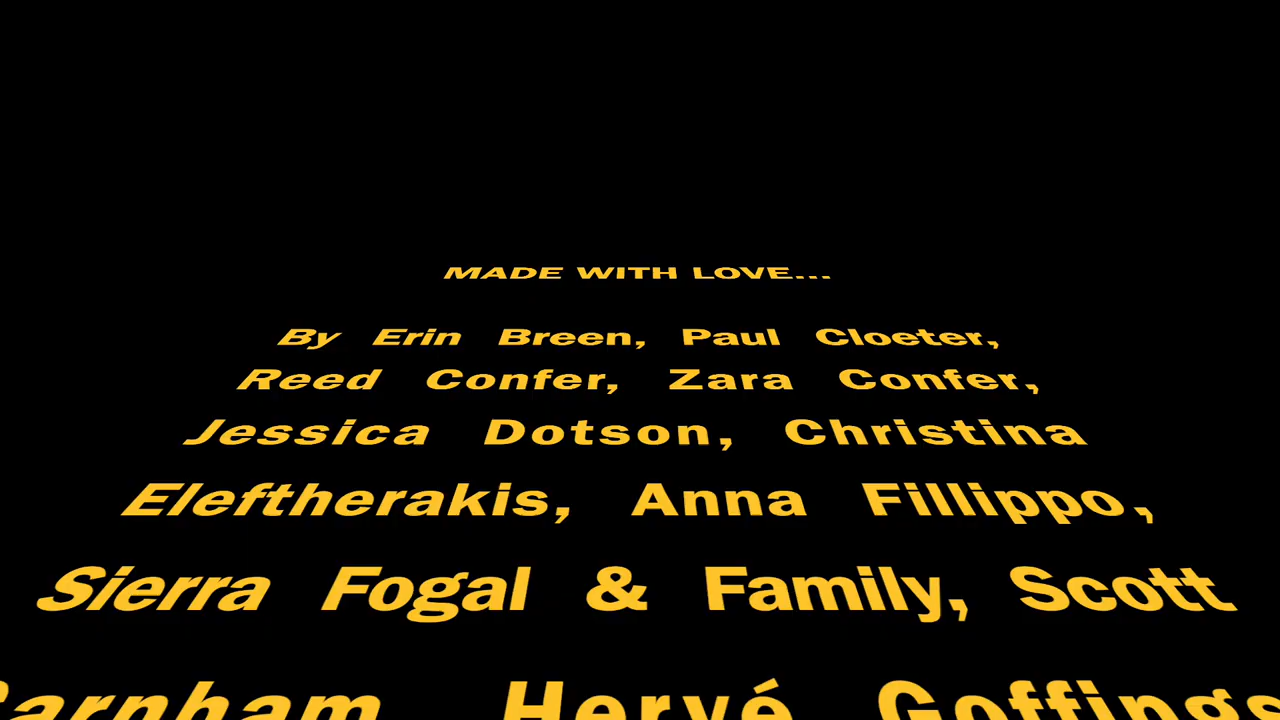 MADE WITH LOVE...
By Erin Breen, Paul Cloeter,
Reed Confer, Zara Confer,
Jessica Dotson, Christina
Eleftherakis, Anna Fillippo,
Sierra Fogal & Family, Scott
Hervé Goffings